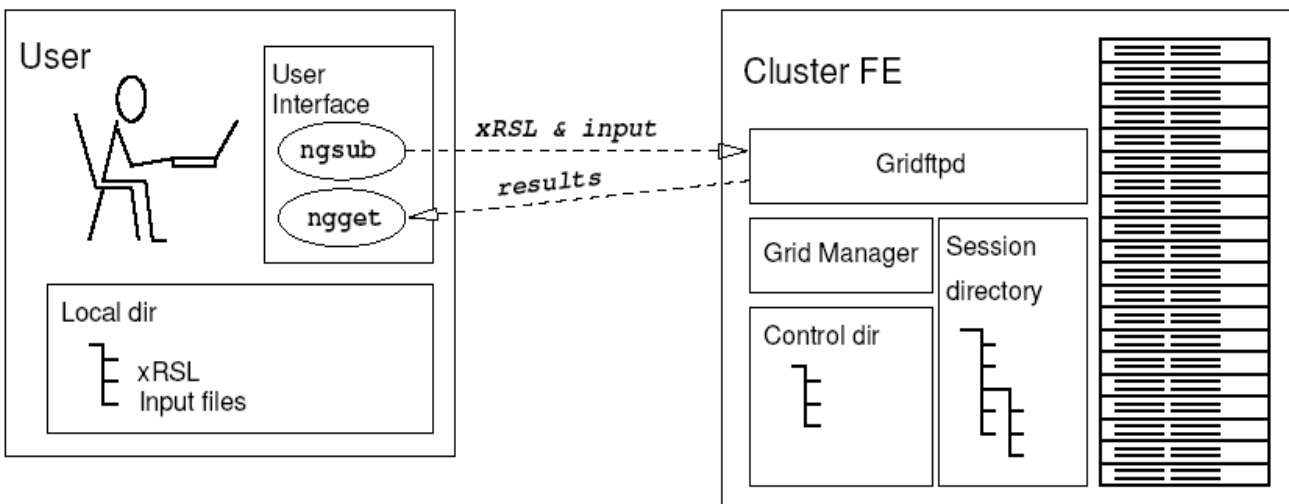 User
User
Interface
ngsub
ngget
Local dir
xRSL
Input files
xRSL & input
results
Cluster FE
Gridftpd
Grid Manager
Session
directory
Control dir